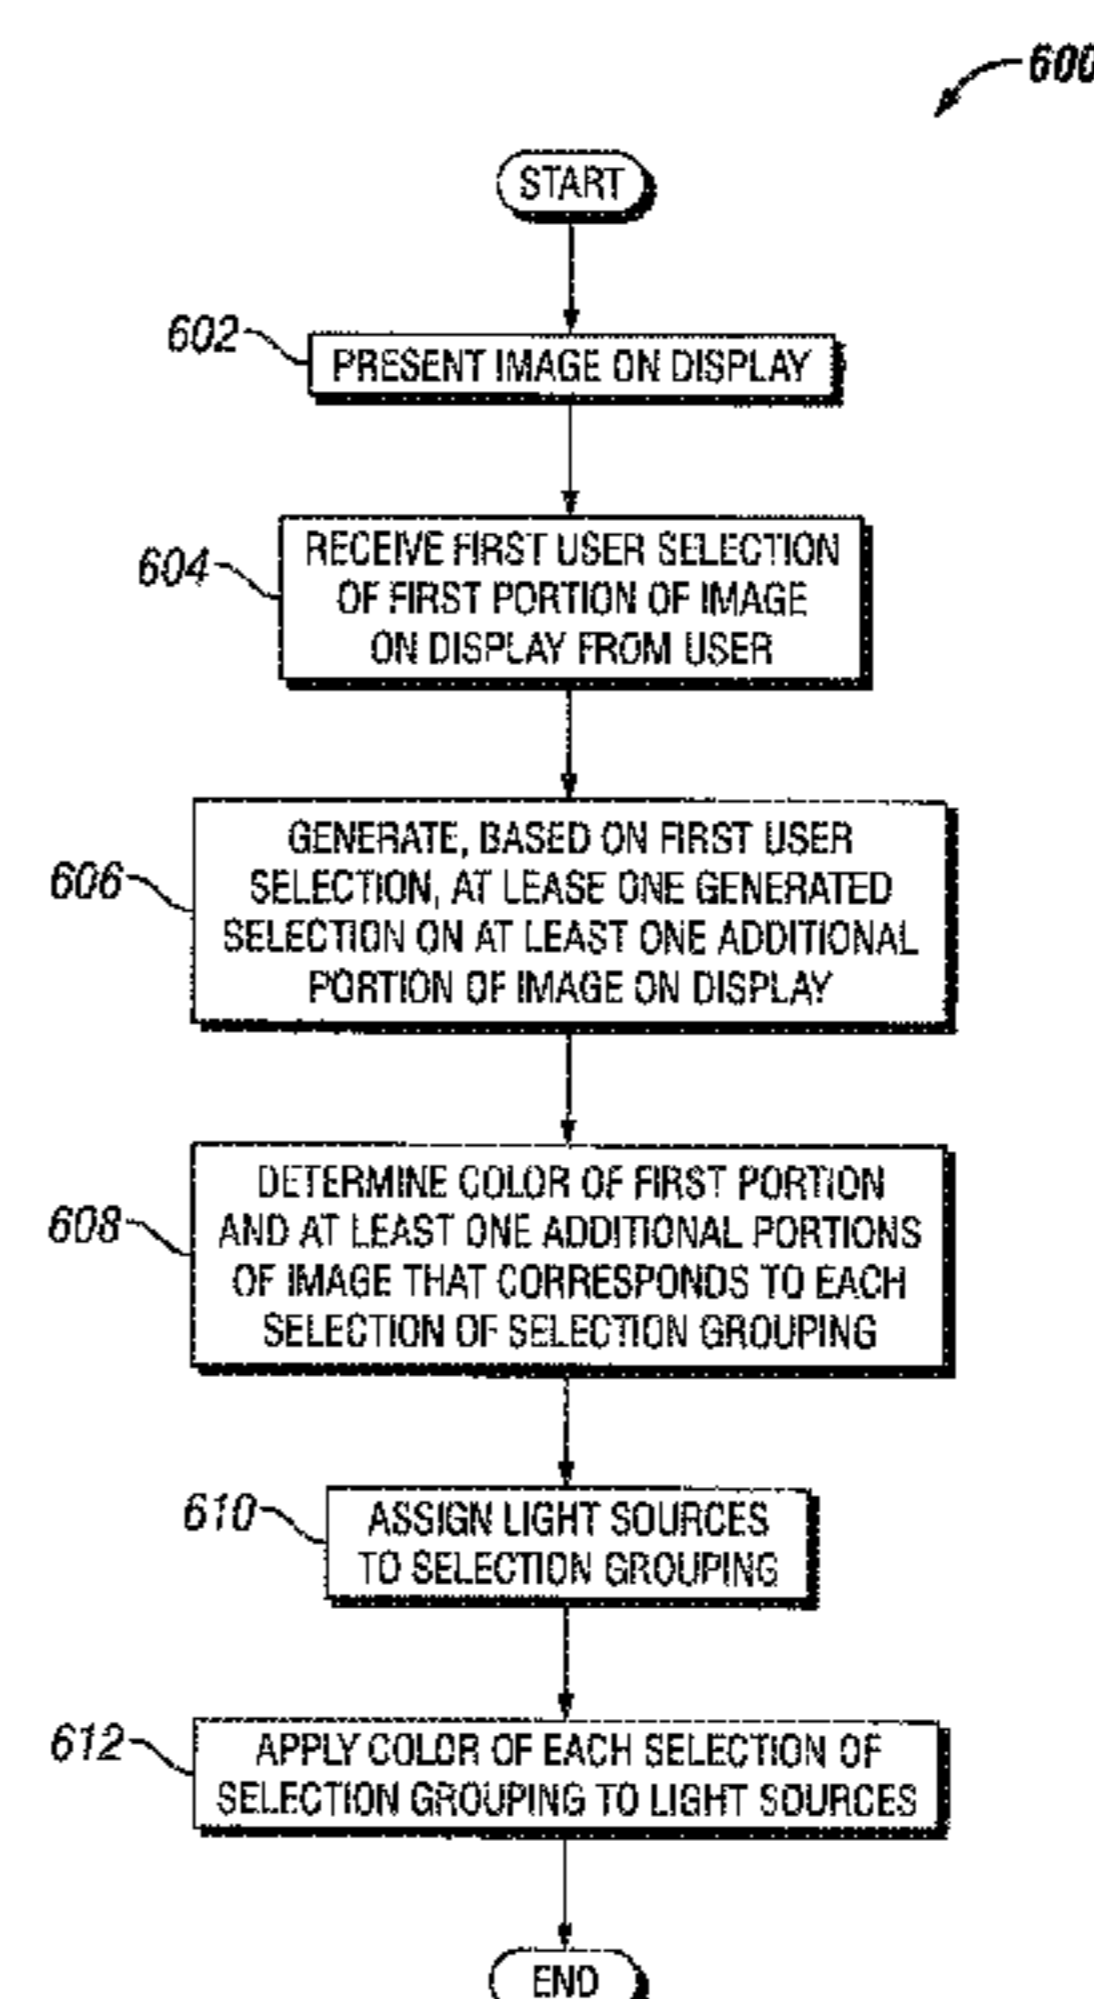 600
START
602
PRESENT IMAGE ON DISPLAY
604
RECEIVE FIRST USER SELECTION
OF FIRST PORTION OF IMAGE
ON DISPLAY FROM USER
606
GENERATE, BASED ON FIRST USER
SELECTION, AT LEASE ONE GENERATED
SELECTION ON AT LEAST ONE ADDITIONAL
PORTION OF IMAGE ON DISPLAY
608
DETERMINE COLOR OF FIRST PORTION
AND AT LEAST ONE ADDITIONAL PORTIONS
OF IMAGE THAT CORRESPONDS TO EACH
SELECTION OF SELECTION GROUPING
610
ASSIGN LIGHT SOURCES
TO SELECTION GROUPING
612
APPLY COLOR OF EACH SELECTION OF
SELECTION GROUPING TO LIGHT SOURCES
END